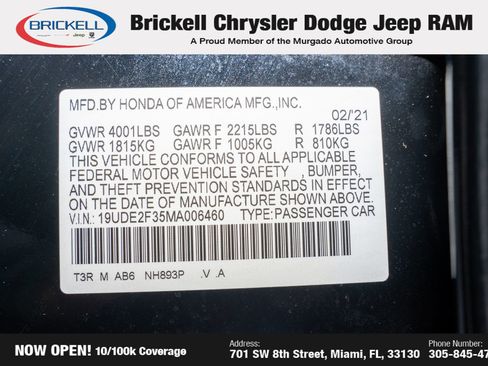 BRICKELL
Jeep
RAM
Brickell Chrysler Dodge Jeep RAM
A Proud Member of the Murgado Automotive Group
MFD.BY HONDA OF AMERICA MFG.,INC.
02/'21
GVWR 4001LBS GAWR F 2215LBS R 1786LBS
GVWR 1815KG GAWR F 1005KG R 810KG
THIS VEHICLE CONFORMS TO ALL APPLICABLE
FEDERAL MOTOR VEHICLE SAFETY , BUMPER,
AND THEFT PREVENTION STANDARDS IN EFFECT
ON THE DATE OF MANUFACTURE SHOWN ABOVE.
V.I.N.: 19UDE2F35MA006460 TYPE:PASSENGER CAR
T3R M AB6 NH893P .V .A
NOW OPEN! 10/100k Coverage
Address:
701 SW 8th Street, Miami, FL, 33130
Phone Number:
305-845-47